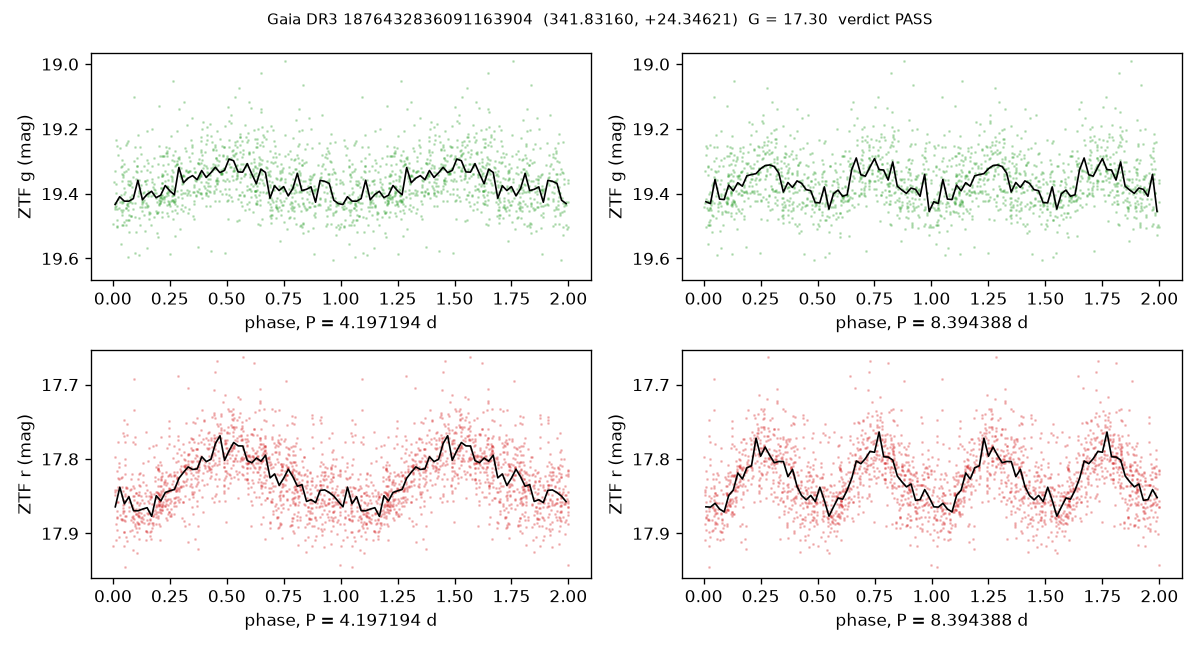 Gaia DR3 1876432836091163904  (341.83160, +24.34621)  G = 17.30  verdict PASS
ZTF g (mag)
19.0
19.2
19.4
19.6
0.00 0.25 0.50 0.75 1.00 1.25 1.50 1.75 2.00
phase, P = 4.197194 d
ZTF g (mag)
19.0
19.2
19.4
19.6
0.00 0.25 0.50 0.75 1.00 1.25 1.50 1.75 2.00
phase, P = 8.394388 d
ZTF r (mag)
17.7
17.8
17.9
0.00 0.25 0.50 0.75 1.00 1.25 1.50 1.75 2.00
phase, P = 4.197194 d
ZTF r (mag)
17.7
17.8
17.9
0.00 0.25 0.50 0.75 1.00 1.25 1.50 1.75 2.00
phase, P = 8.394388 d